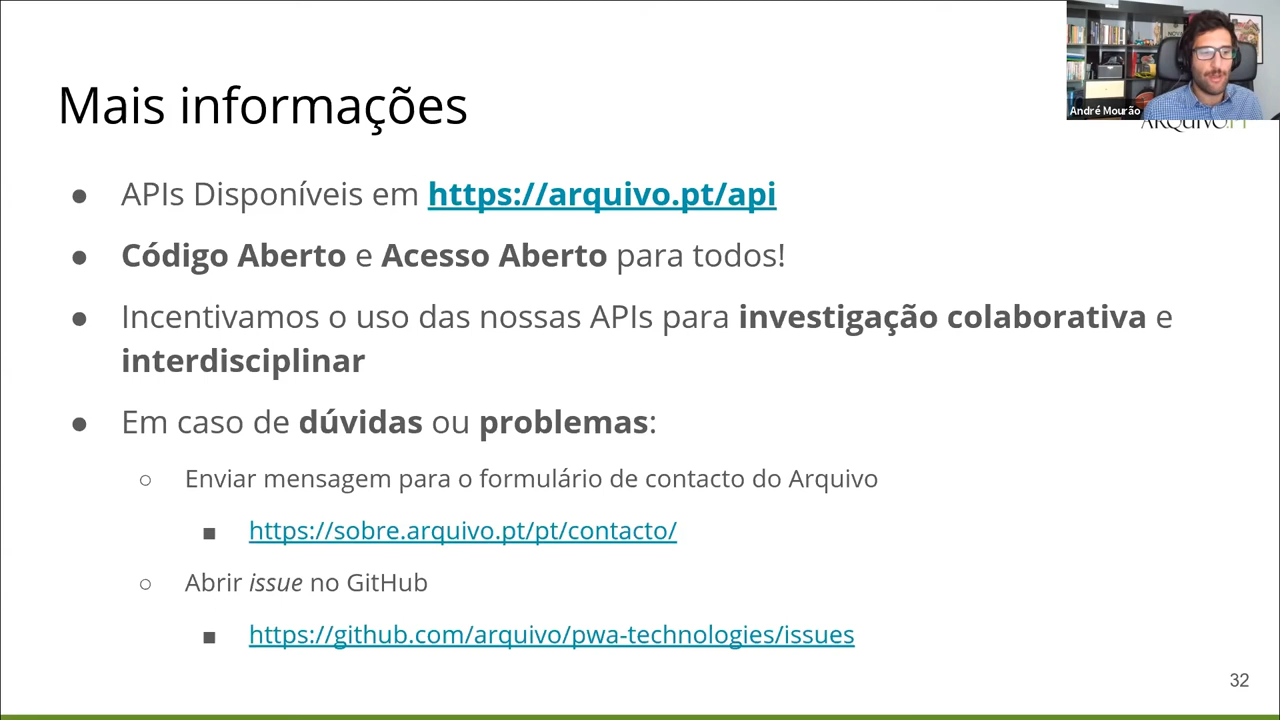 Mais informações
André Mourão
ARQUIVO.PT
● APIs Disponíveis em https://arquivo.pt/api
● Código Aberto e Acesso Aberto para todos!
● Incentivamos o uso das nossas APIs para investigação colaborativa e
interdisciplinar
● Em caso de dúvidas ou problemas:
○ Enviar mensagem para o formulário de contacto do Arquivo
■ https://sobre.arquivo.pt/pt/contacto/
○ Abrir issue no GitHub
■ https://github.com/arquivo/pwa-technologies/issues
32